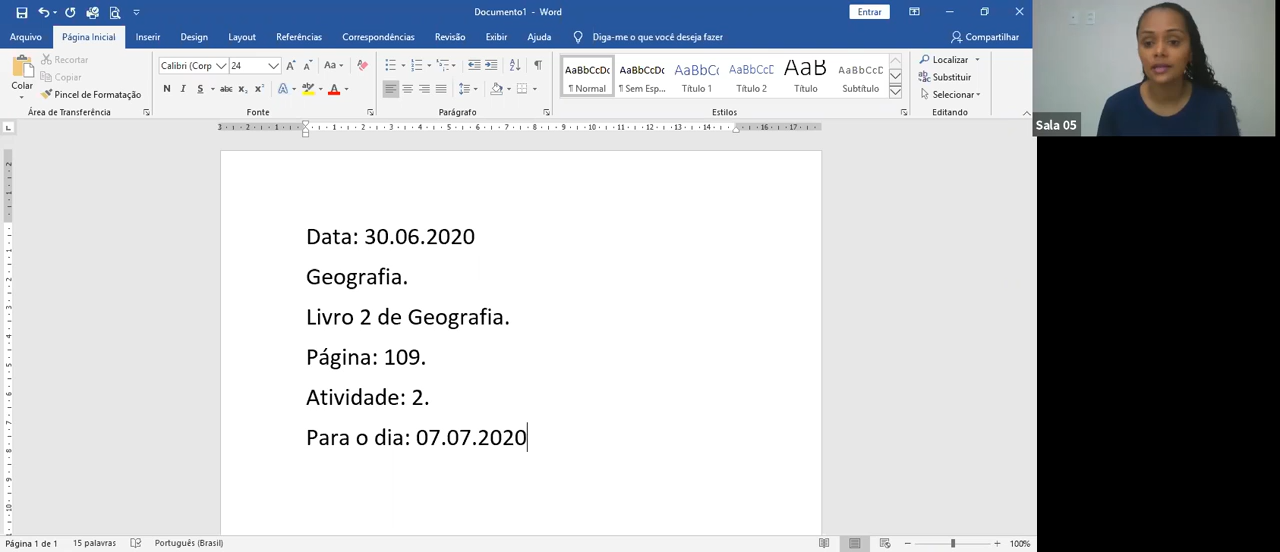 Documento1 - Word
Entrar
Arquivo Página Inicial Inserir Design Layout Referências Correspondências Revisão Exibir Ajuda Diga-me o que você deseja fazer Compartilhar
Colar
Recortar
Copiar
Pincel de Formatação
Área de Transferência
Calibri (Corp 24
N I S abc x₂ x²
Fonte
Parágrafo
AaBbCcDc AaBbCcDc AaBbCc AaBbCcD AaB AaBbCcD
¶ Normal ¶ Sem Esp... Título 1 Título 2 Título Subtítulo
Estilos
Localizar
Substituir
Selecionar
Editando
Sala 05
Data: 30.06.2020
Geografia.
Livro 2 de Geografia.
Página: 109.
Atividade: 2.
Para o dia: 07.07.2020
Página 1 de 1 15 palavras Português (Brasil) 100%